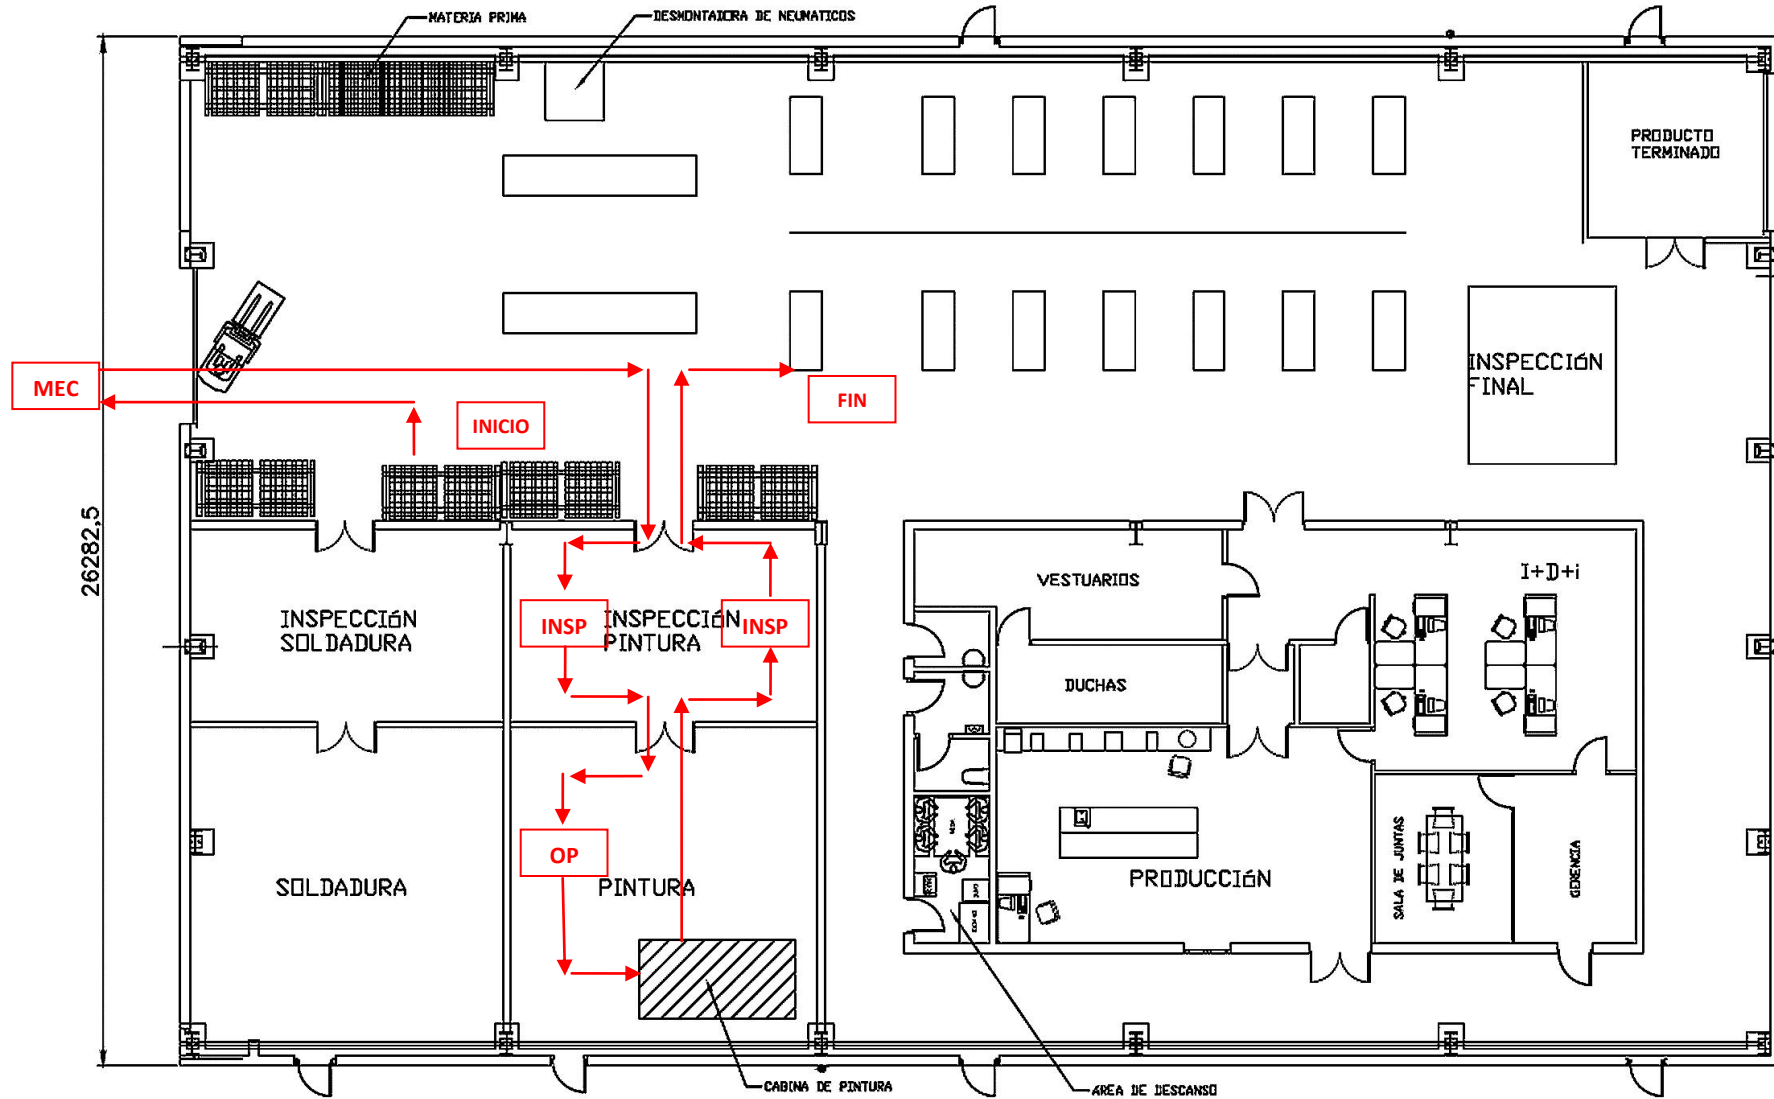 MATERIA PRIMA
DESMONTADORA DE NEUMATICOS
PRODUCTO
TERMINADO
MEC
INICIO
FIN
INSPECCIóN
FINAL
26282,5
INSPECCIóN
SOLDADURA
INSP
INSPECCIóN
PINTURA
INSP
VESTUARIOS
I+D+i
DUCHAS
OP
SOLDADURA
PINTURA
PRODUCCIóN
SALA DE JUNTAS
GERENCIA
CABINA DE PINTURA
AREA DE DESCANSO